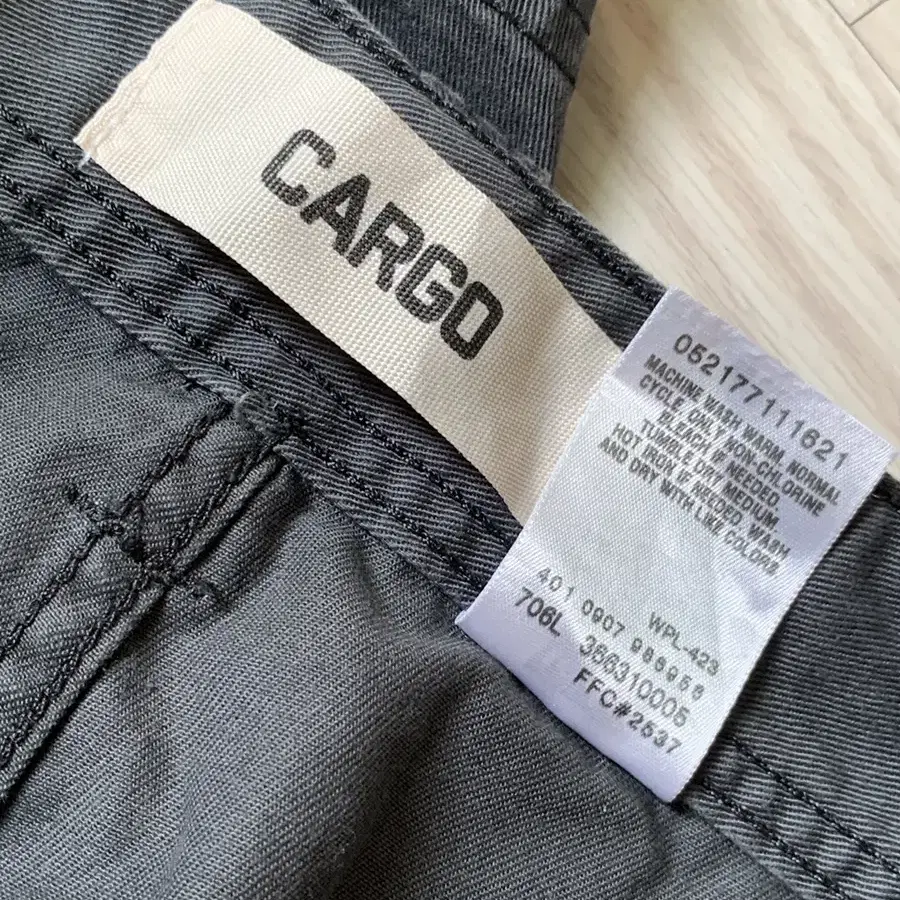 CARGO
052177111621
MACHINE WASH WARM, NORMAL
CYCLE. ONLY NON-CHLORINE
BLEACH IF NEEDED.
TUMBLE DRY MEDIUM.
HOT IRON IF NEEDED. WASH
AND DRY WITH LIKE COLORS.
WPL-423
401 0907 985956
706L 356310005
FFC#2537